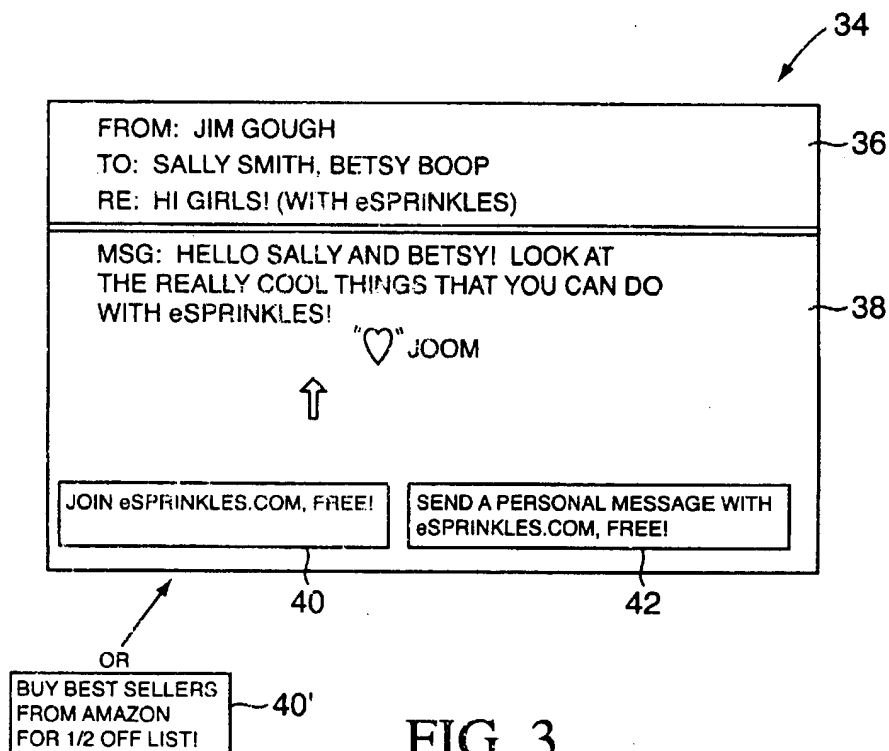 34
FROM: JIM GOUGH
36
TO: SALLY SMITH, BETSY BOOP
RE: HI GIRLS! (WITH eSPRINKLES)
MSG: HELLO SALLY AND BETSY! LOOK AT
THE REALLY COOL THINGS THAT YOU CAN DO
38
WITH eSPRINKLES!
"♡" JOOM
JOIN eSPRINKLES.COM, FREE!
SEND A PERSONAL MESSAGE WITH
eSPRINKLES.COM, FREE!
40
42
OR
BUY BEST SELLERS
FROM AMAZON
FOR 1/2 OFF LIST!
40'
FIG. 3